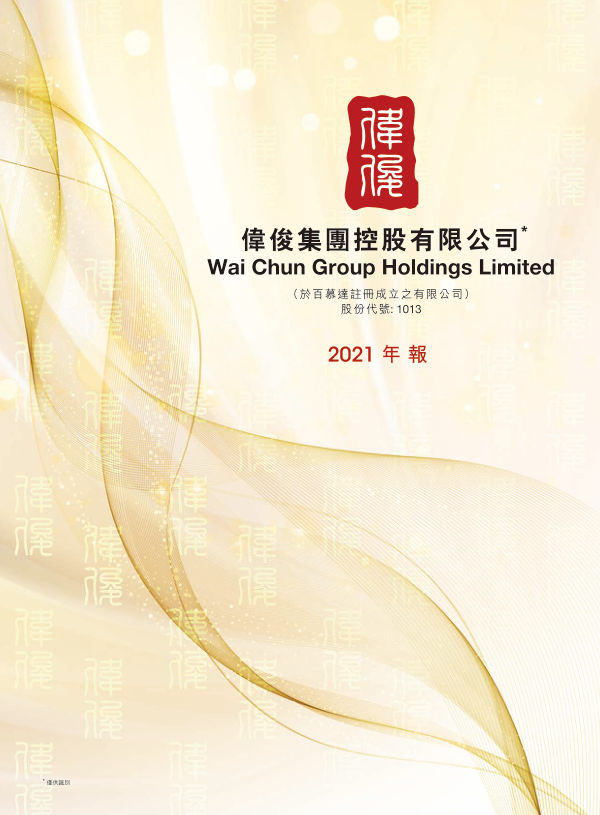 偉俊
偉俊集團控股有限公司*
Wai Chun Group Holdings Limited
（於百慕達註冊成立之有限公司）
股份代號: 1013
2021 年 報
* 僅供識別